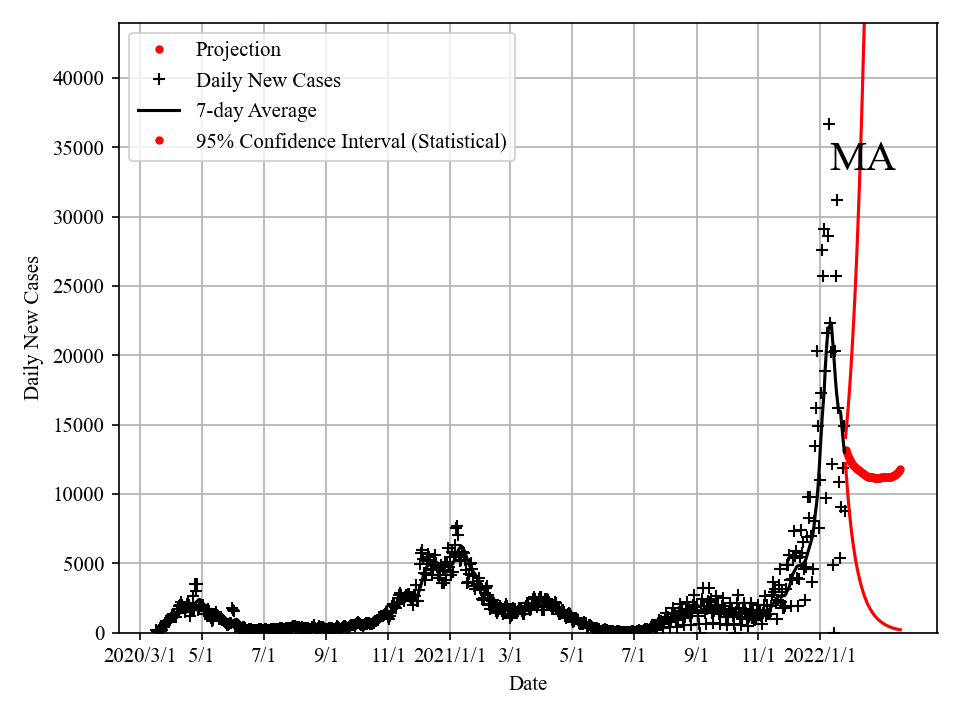 Projection
Daily New Cases
7-day Average
95% Confidence Interval (Statistical)
MA
40000
35000
30000
25000
20000
15000
10000
5000
0
Daily New Cases
2020/3/1 5/1 7/1 9/1 11/1 2021/1/1 3/1 5/1 7/1 9/1 11/1 2022/1/1
Date